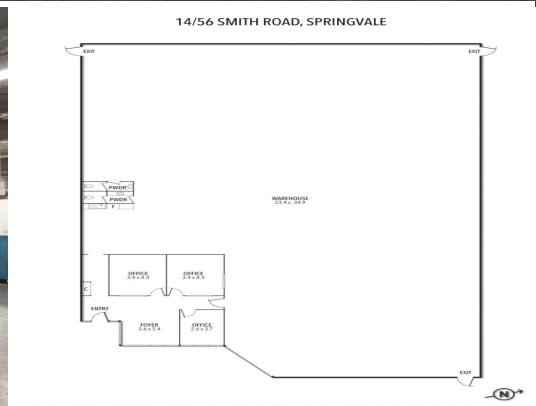 14/56 SMITH ROAD, SPRINGVALE
EXIT
EXIT
PWDR
PWDR
F
WAREHOUSE
23.4 x 34.9
OFFICE
3.4 x 4.3
OFFICE
3.4 x 4.3
C
ENTRY
FOYER
3.6 x 5.4
OFFICE
2.6 x 3.7
EXIT
N